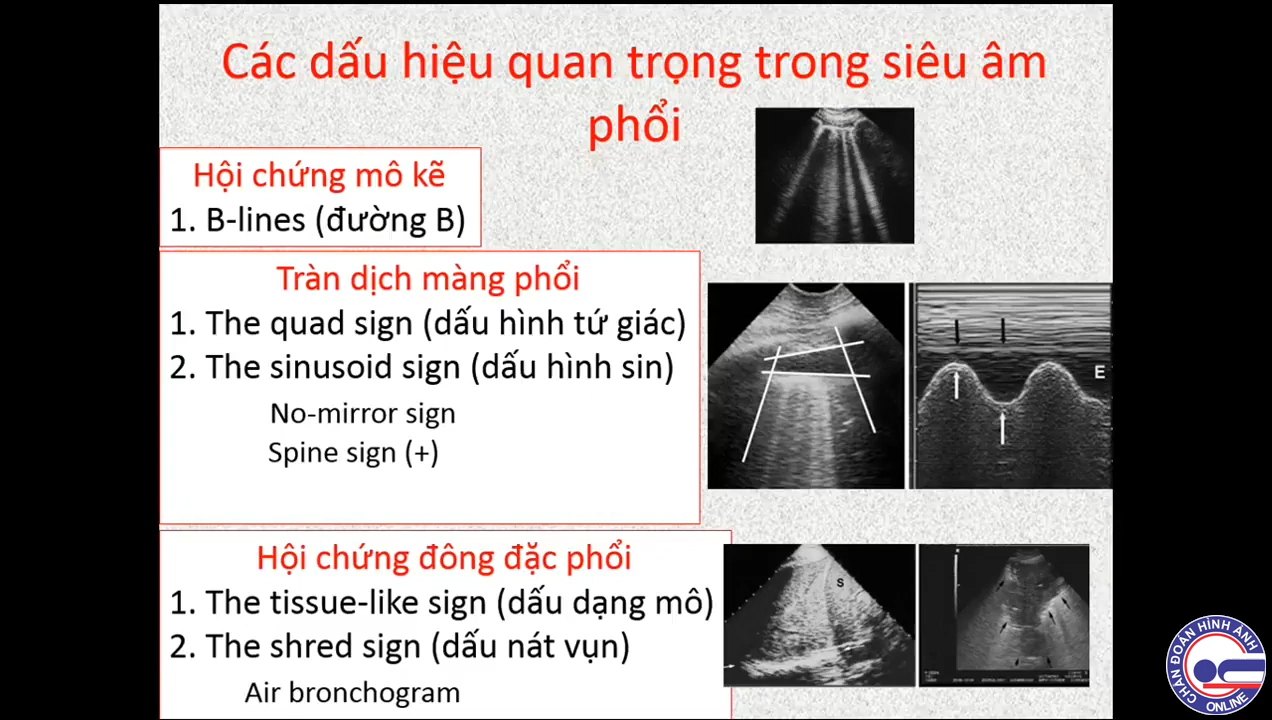 Các dấu hiệu quan trọng trong siêu âm
phổi
Hội chứng mô kẽ
1. B-lines (đường B)
Tràn dịch màng phổi
1. The quad sign (dấu hình tứ giác)
2. The sinusoid sign (dấu hình sin)
No-mirror sign
Spine sign (+)
E
Hội chứng đông đặc phổi
1. The tissue-like sign (dấu dạng mô)
2. The shred sign (dấu nát vụn)
Air bronchogram
S
CHẨN ĐOÁN HÌNH ẢNH
ONLINE